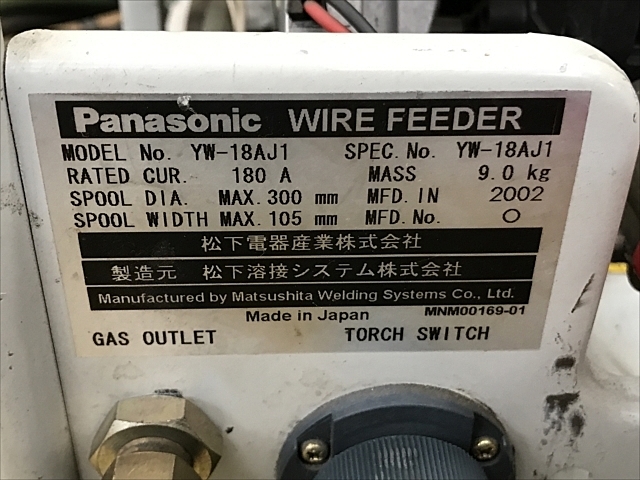 Panasonic WIRE FEEDER
MODEL No. YW-18AJ1 SPEC.No. YW-18AJ1
RATED CUR. 180 A MASS 9.0 kg
SPOOL DIA. MAX.300 mm MFD.IN 2002
SPOOL WIDTH MAX.105 mm MFD.No. O
松下電器産業株式会社
製造元 松下溶接システム株式会社
Manufactured by Matsushita Welding Systems Co., Ltd.
Made in Japan MNM00169-01
GAS OUTLET TORCH SWITCH